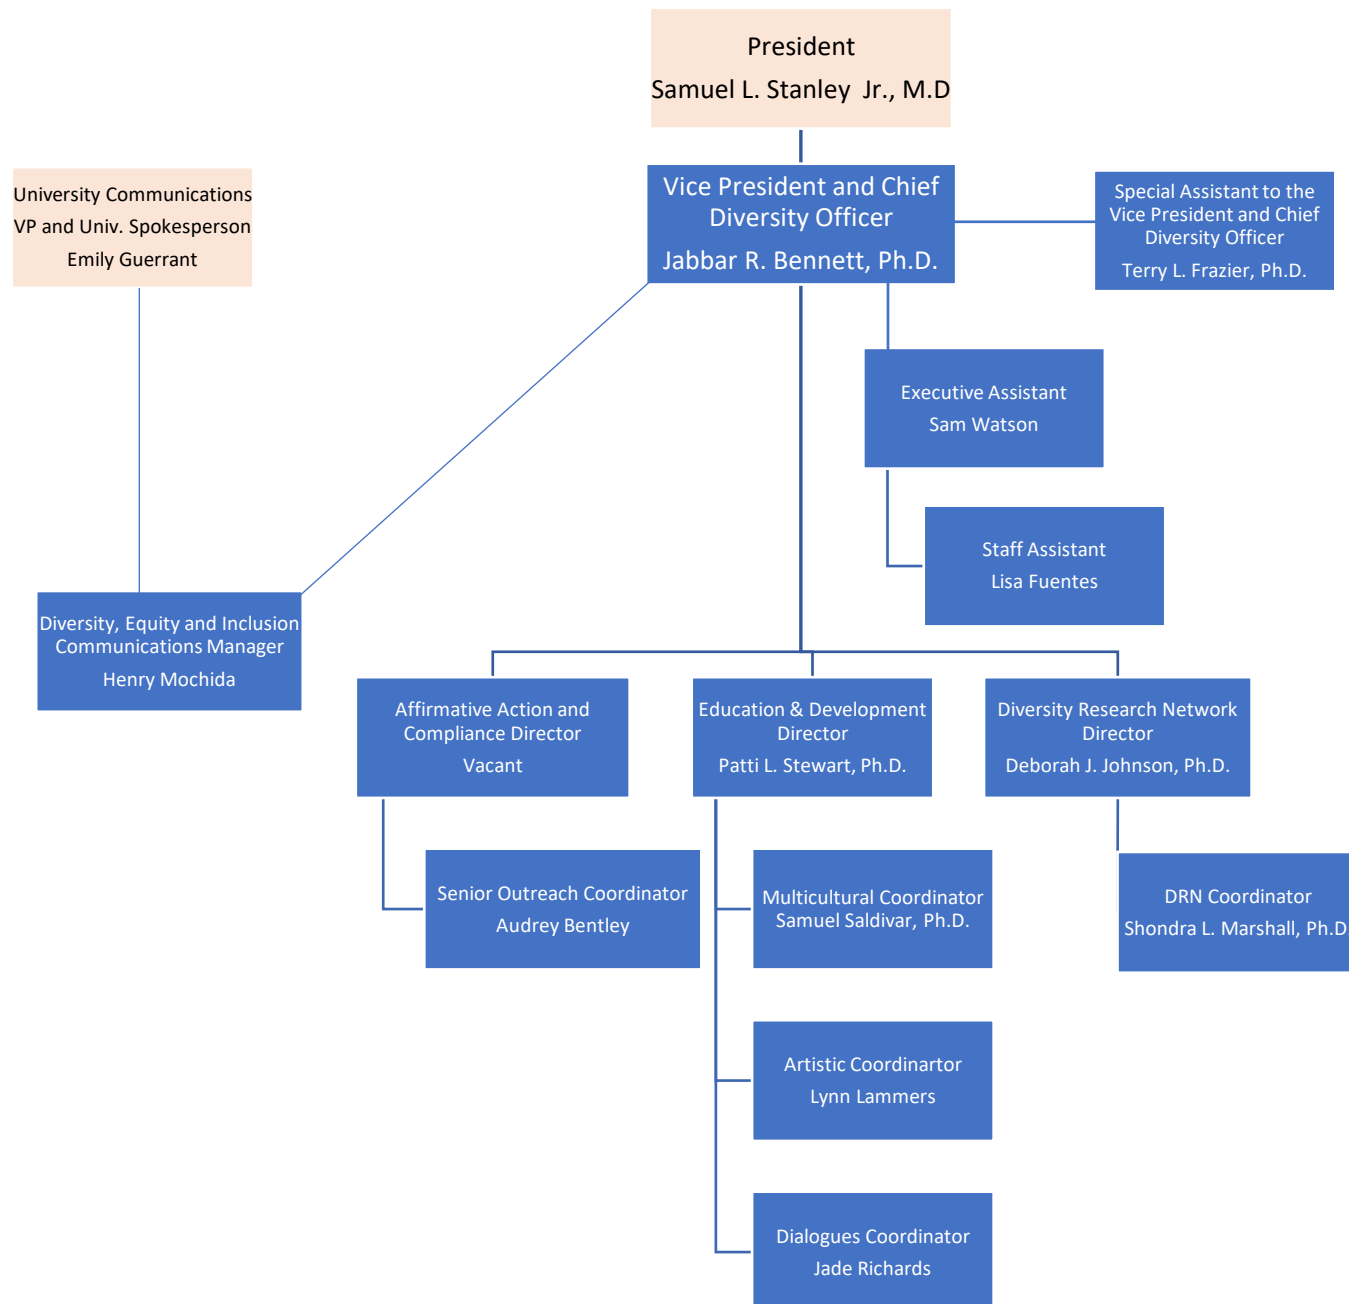 President
Samuel L. Stanley Jr., M.D
University Communications
VP and Univ. Spokesperson
Emily Guerrant
Vice President and Chief
Diversity Officer
Jabbar R. Bennett, Ph.D.
Special Assistant to the
Vice President and Chief
Diversity Officer
Terry L. Frazier, Ph.D.
Executive Assistant
Sam Watson
Staff Assistant
Lisa Fuentes
Diversity, Equity and Inclusion
Communications Manager
Henry Mochida
Affirmative Action and
Compliance Director
Vacant
Education & Development
Director
Patti L. Stewart, Ph.D.
Diversity Research Network
Director
Deborah J. Johnson, Ph.D.
Senior Outreach Coordinator
Audrey Bentley
Multicultural Coordinator
Samuel Saldivar, Ph.D.
DRN Coordinator
Shondra L. Marshall, Ph.D
Artistic Coordinartor
Lynn Lammers
Dialogues Coordinator
Jade Richards